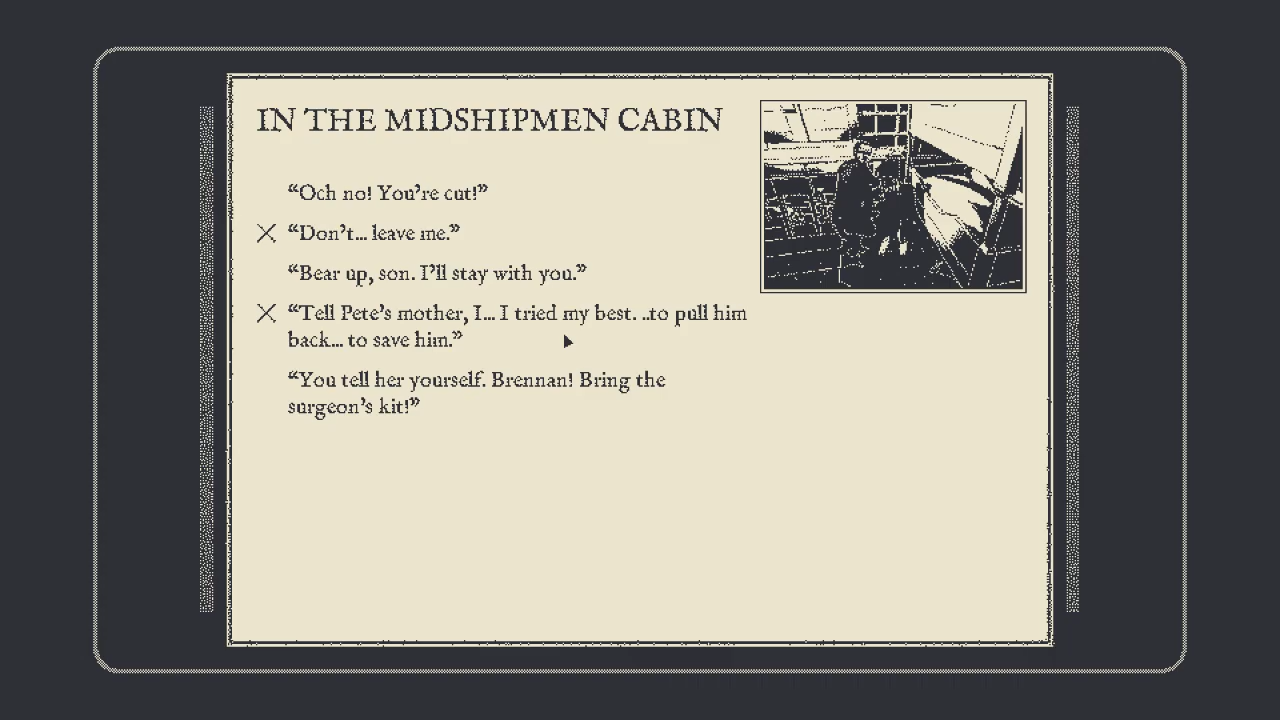 IN THE MIDSHIPMEN CABIN
“Och no! You’re cut!”
“Don’t... leave me.”
“Bear up, son. I’ll stay with you.”
“Tell Pete’s mother, I... I tried my best. ..to pull him
back... to save him.”
“You tell her yourself. Brennan! Bring the
surgeon’s kit!”